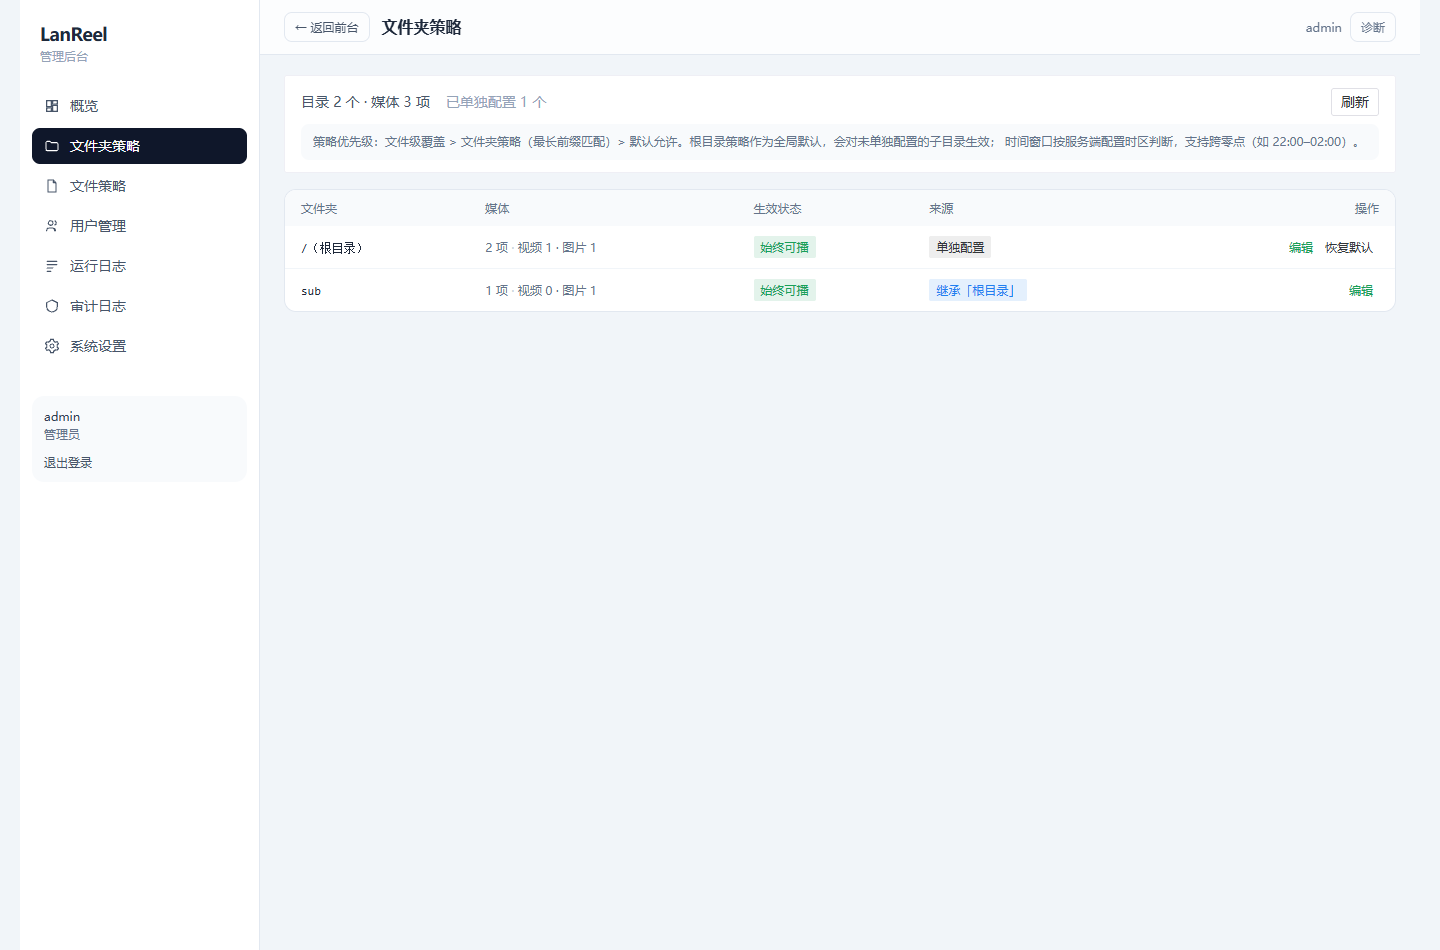 LanReel
管理后台
概览
文件夹策略
文件策略
用户管理
运行日志
审计日志
系统设置
admin
管理员
退出登录
← 返回前台
文件夹策略
admin
诊断
目录 2 个 · 媒体 3 项
已单独配置 1 个
刷新
策略优先级：文件级覆盖 > 文件夹策略（最长前缀匹配）> 默认允许。根目录策略作为全局默认，会对未单独配置的子目录生效； 时间窗口按服务端配置时区判断，支持跨零点（如 22:00–02:00）。
文件夹 媒体 生效状态 来源 操作
/（根目录） 2 项 · 视频 1 · 图片 1 始终可播 单独配置 编辑 恢复默认
sub 1 项 · 视频 0 · 图片 1 始终可播 继承「根目录」 编辑